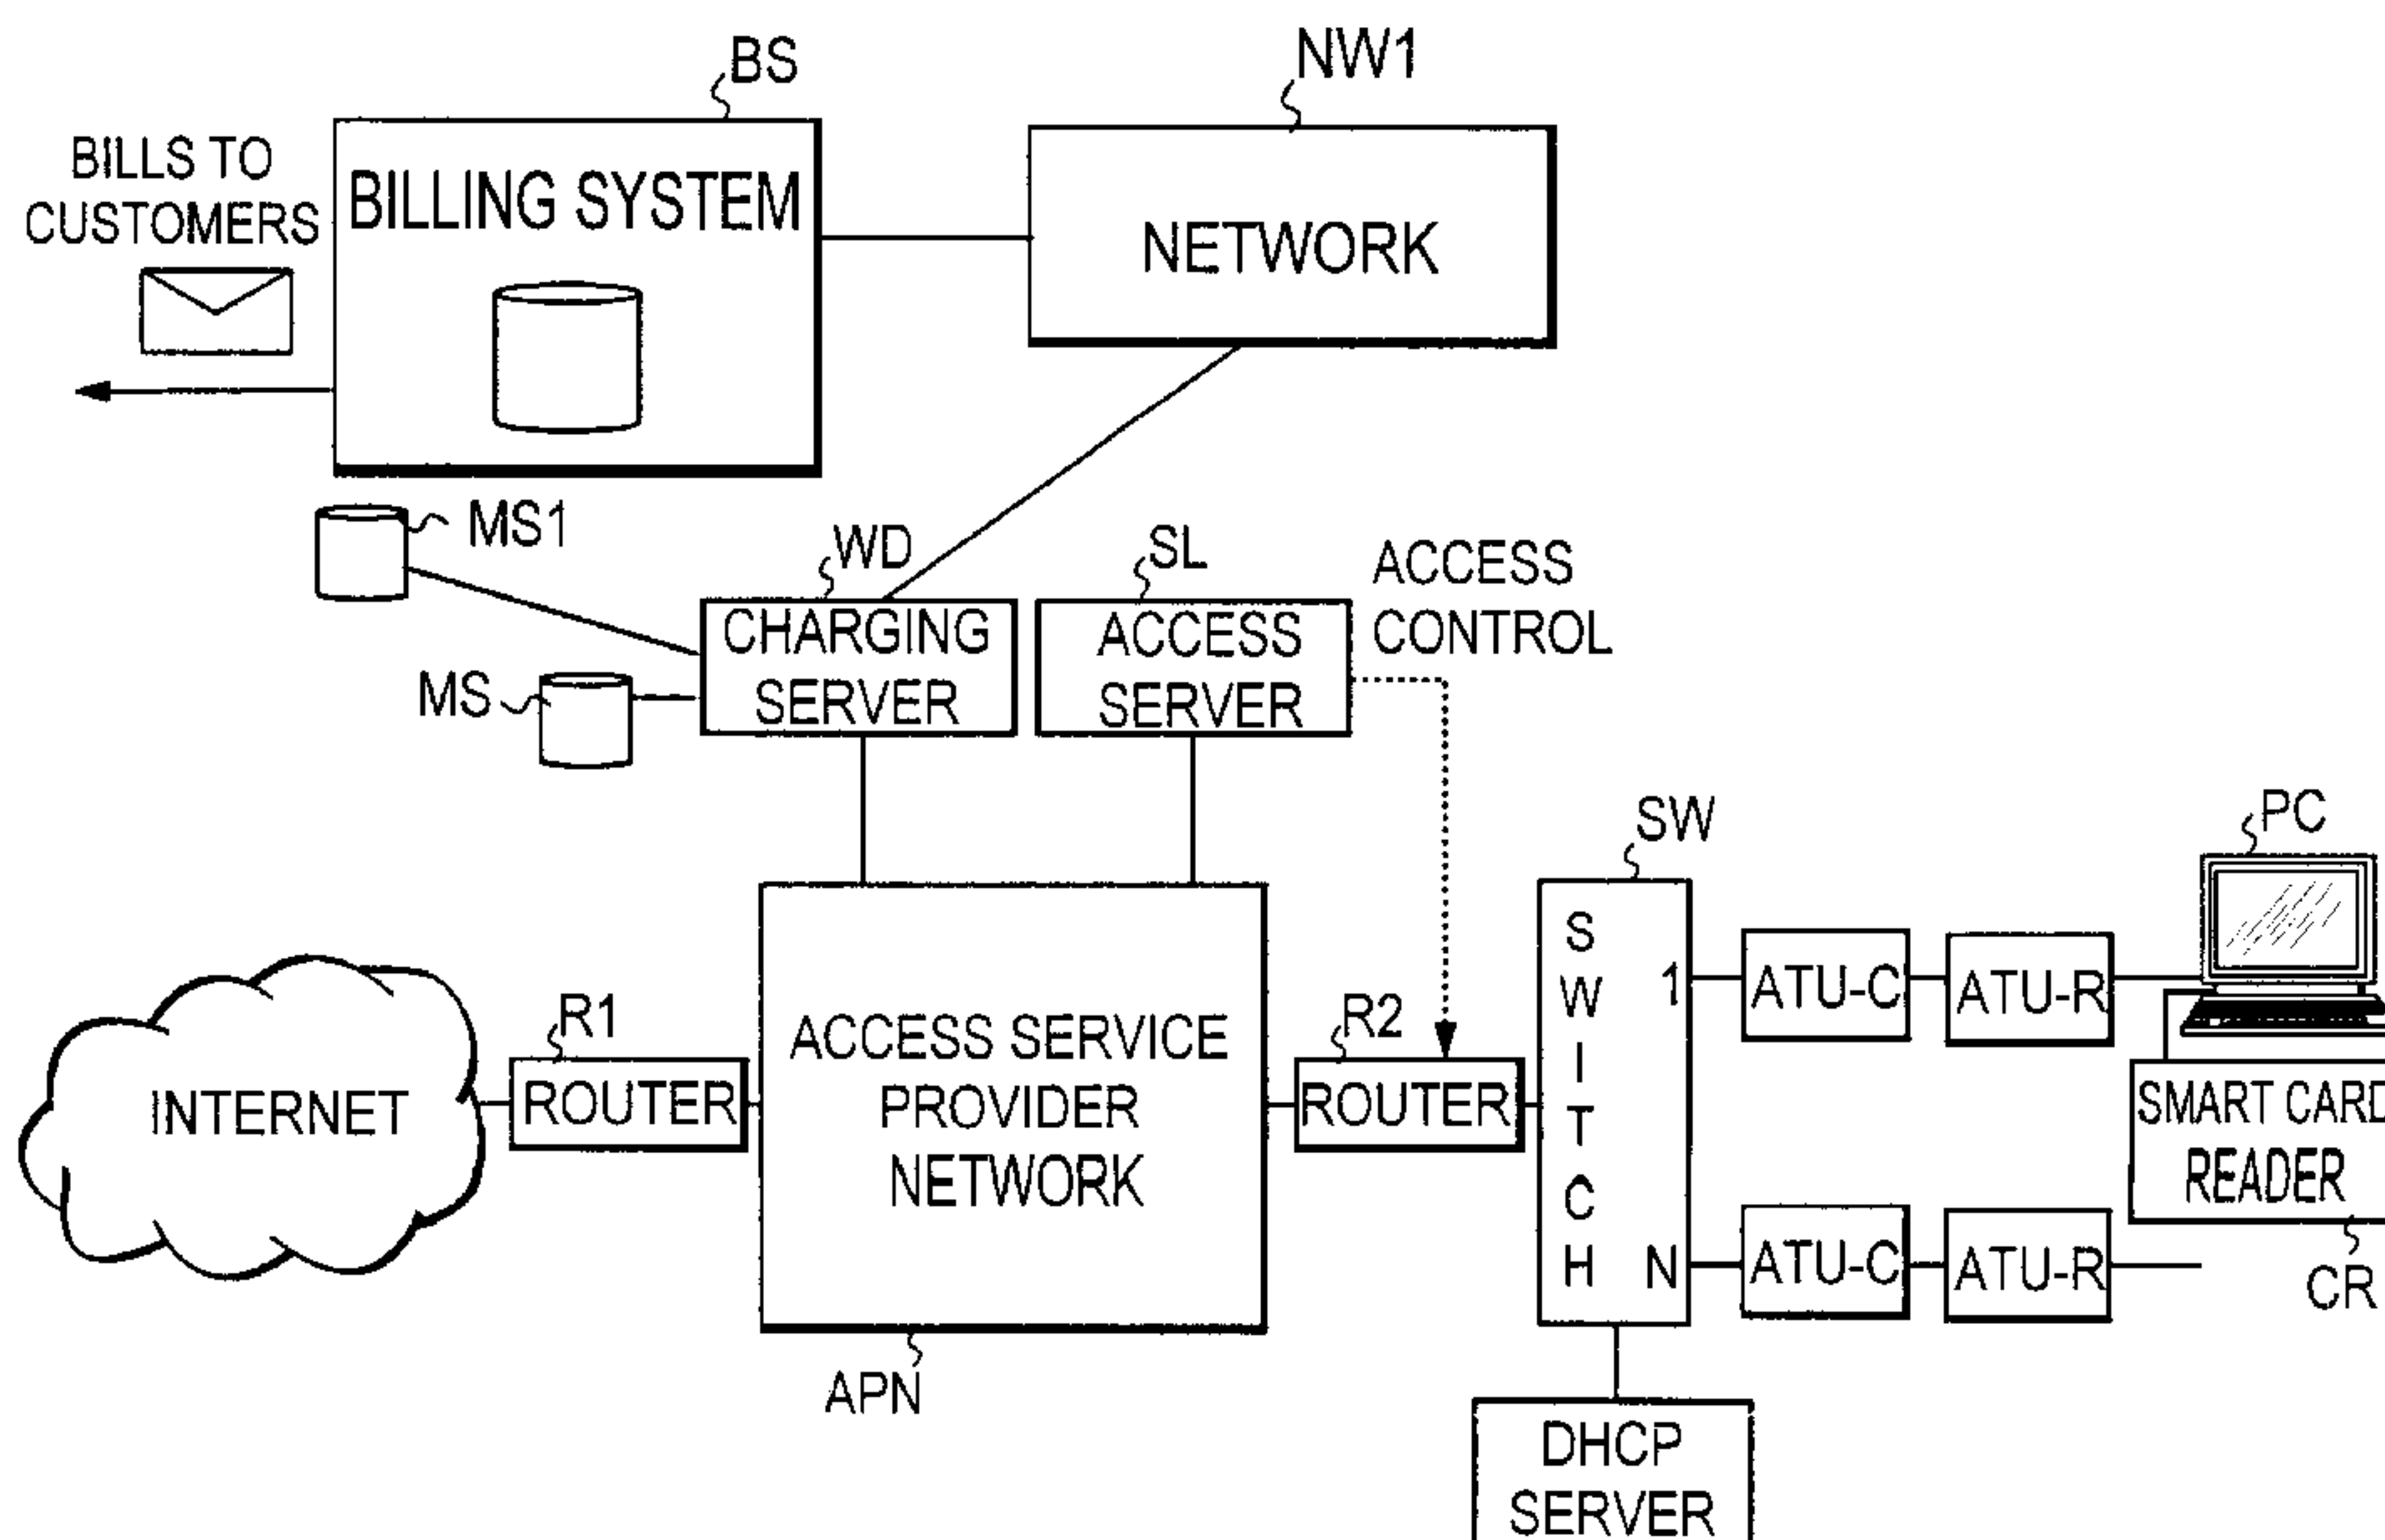 BS
NW1
BILLS TO
CUSTOMERS
BILLING SYSTEM
NETWORK
MS1
WD
SL
ACCESS
CONTROL
CHARGING
SERVER
ACCESS
SERVER
MS
SW
PC
SWITCH
1
ATU-C
ATU-R
R1
R2
ACCESS SERVICE
PROVIDER
NETWORK
INTERNET
ROUTER
ROUTER
SMART CARD
READER
N
ATU-C
ATU-R
CR
APN
DHCP
SERVER